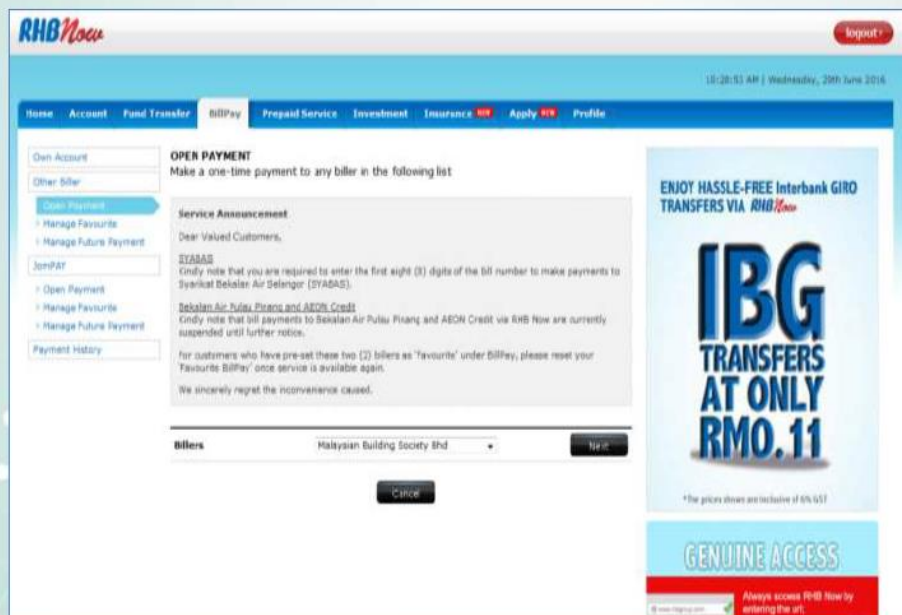 RHBNow
logout
10:28:53 AM | Wednesday, 29th June 2016
Home Account Fund Transfer BillPay Prepaid Service Investment Insurance NEW Apply NEW Profile
Own Account
Other Biller
Open Payment
Manage Favourite
Manage Future Payment
JomPAY
Open Payment
Manage Favourite
Manage Future Payment
Payment History
OPEN PAYMENT
Make a one-time payment to any biller in the following list
Service Announcement
Dear Valued Customers,
SYABAS
Kindly note that you are required to enter the first eight (8) digits of the bill number to make payments to
Syarikat Bekalan Air Selangor (SYABAS).
Bekalan Air Pulau Pinang and AEON Credit
Kindly note that bill payments to Bekalan Air Pulau Pinang and AEON Credit via RHB Now are currently
suspended until further notice.
For customers who have pre-set these two (2) billers as 'favourite' under BillPay, please reset your
'Favourite BillPay' once service is available again.
We sincerely regret the inconvenience caused.
Billers Malaysian Building Society Bhd Next
Cancel
ENJOY HASSLE-FREE Interbank GIRO
TRANSFERS VIA RHBNow
IBG
TRANSFERS
AT ONLY
RM0.11
*The prices shown are inclusive of 6% GST
GENUINE ACCESS
Always access RHB Now by
entering the url: